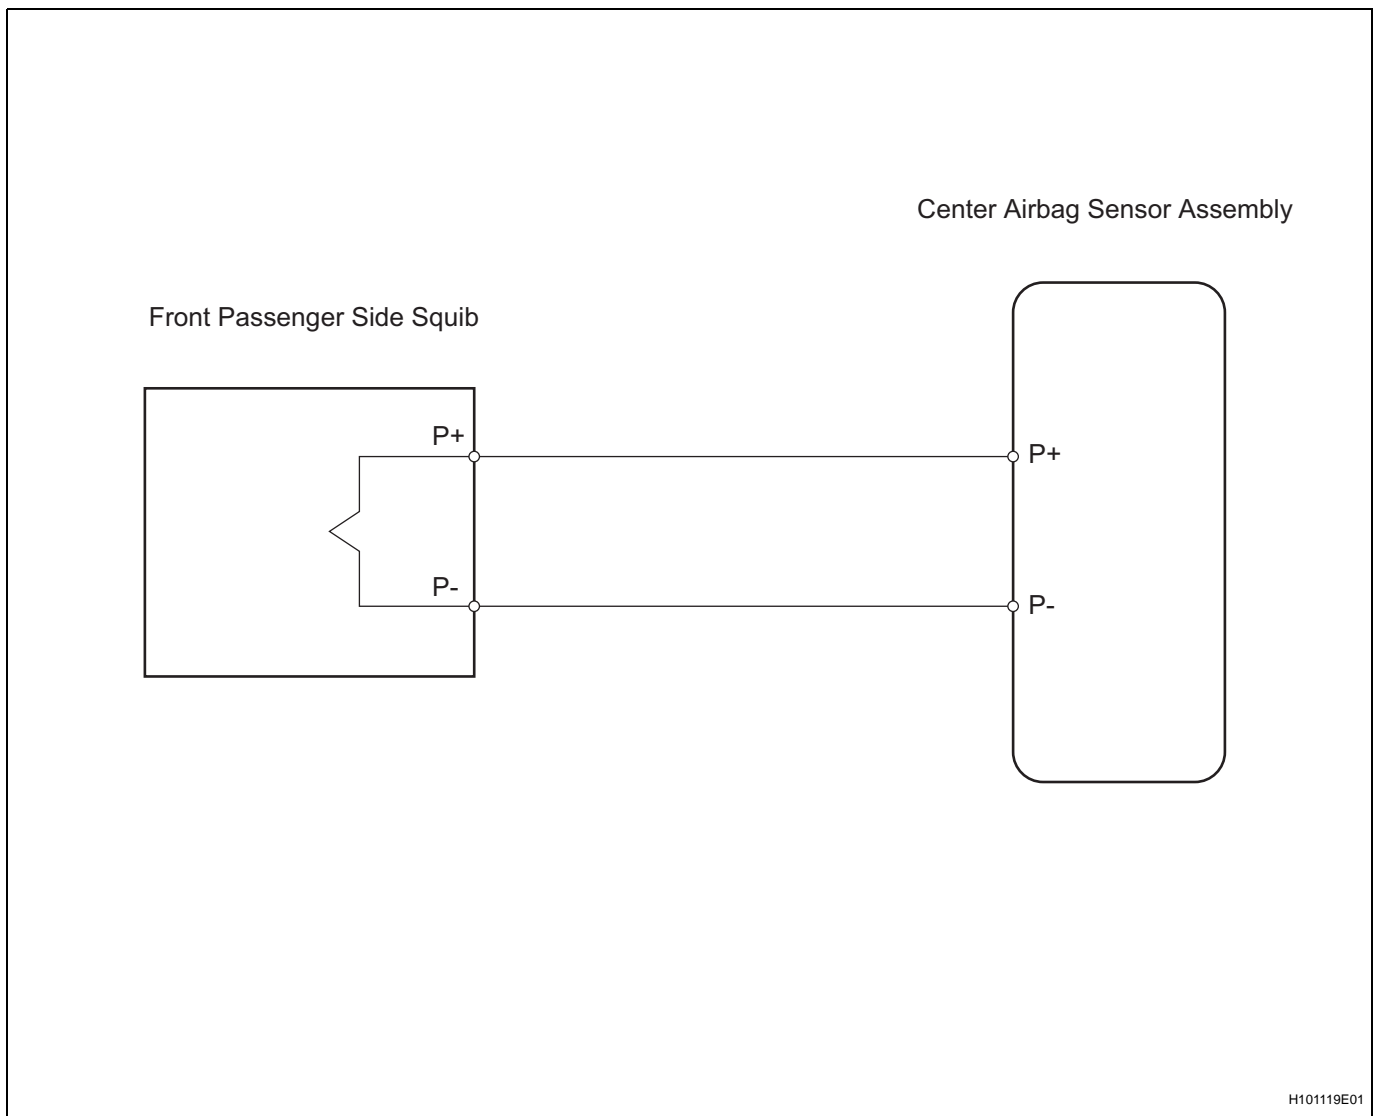 Center Airbag Sensor Assembly
Front Passenger Side Squib
P+
P+
P-
P-
H101119E01